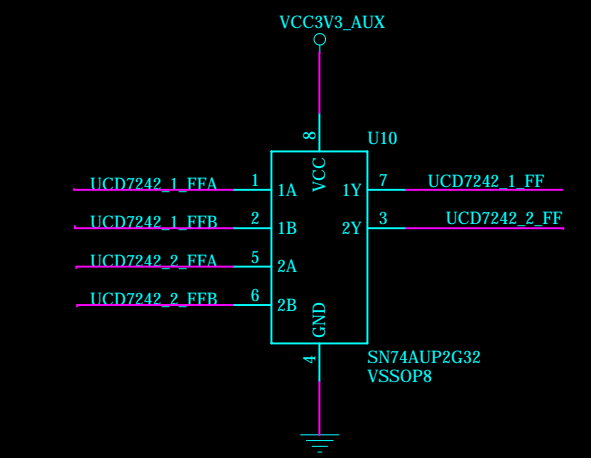 VCC3V3_AUX
8
U10
VCC
UCD7242_1_FFA 1 1A 1Y 7 UCD7242_1_FF
UCD7242_1_FFB 2 1B 2Y 3 UCD7242_2_FF
UCD7242_2_FFA 5 2A
UCD7242_2_FFB 6 2B
GND
4
SN74AUP2G32
VSSOP8